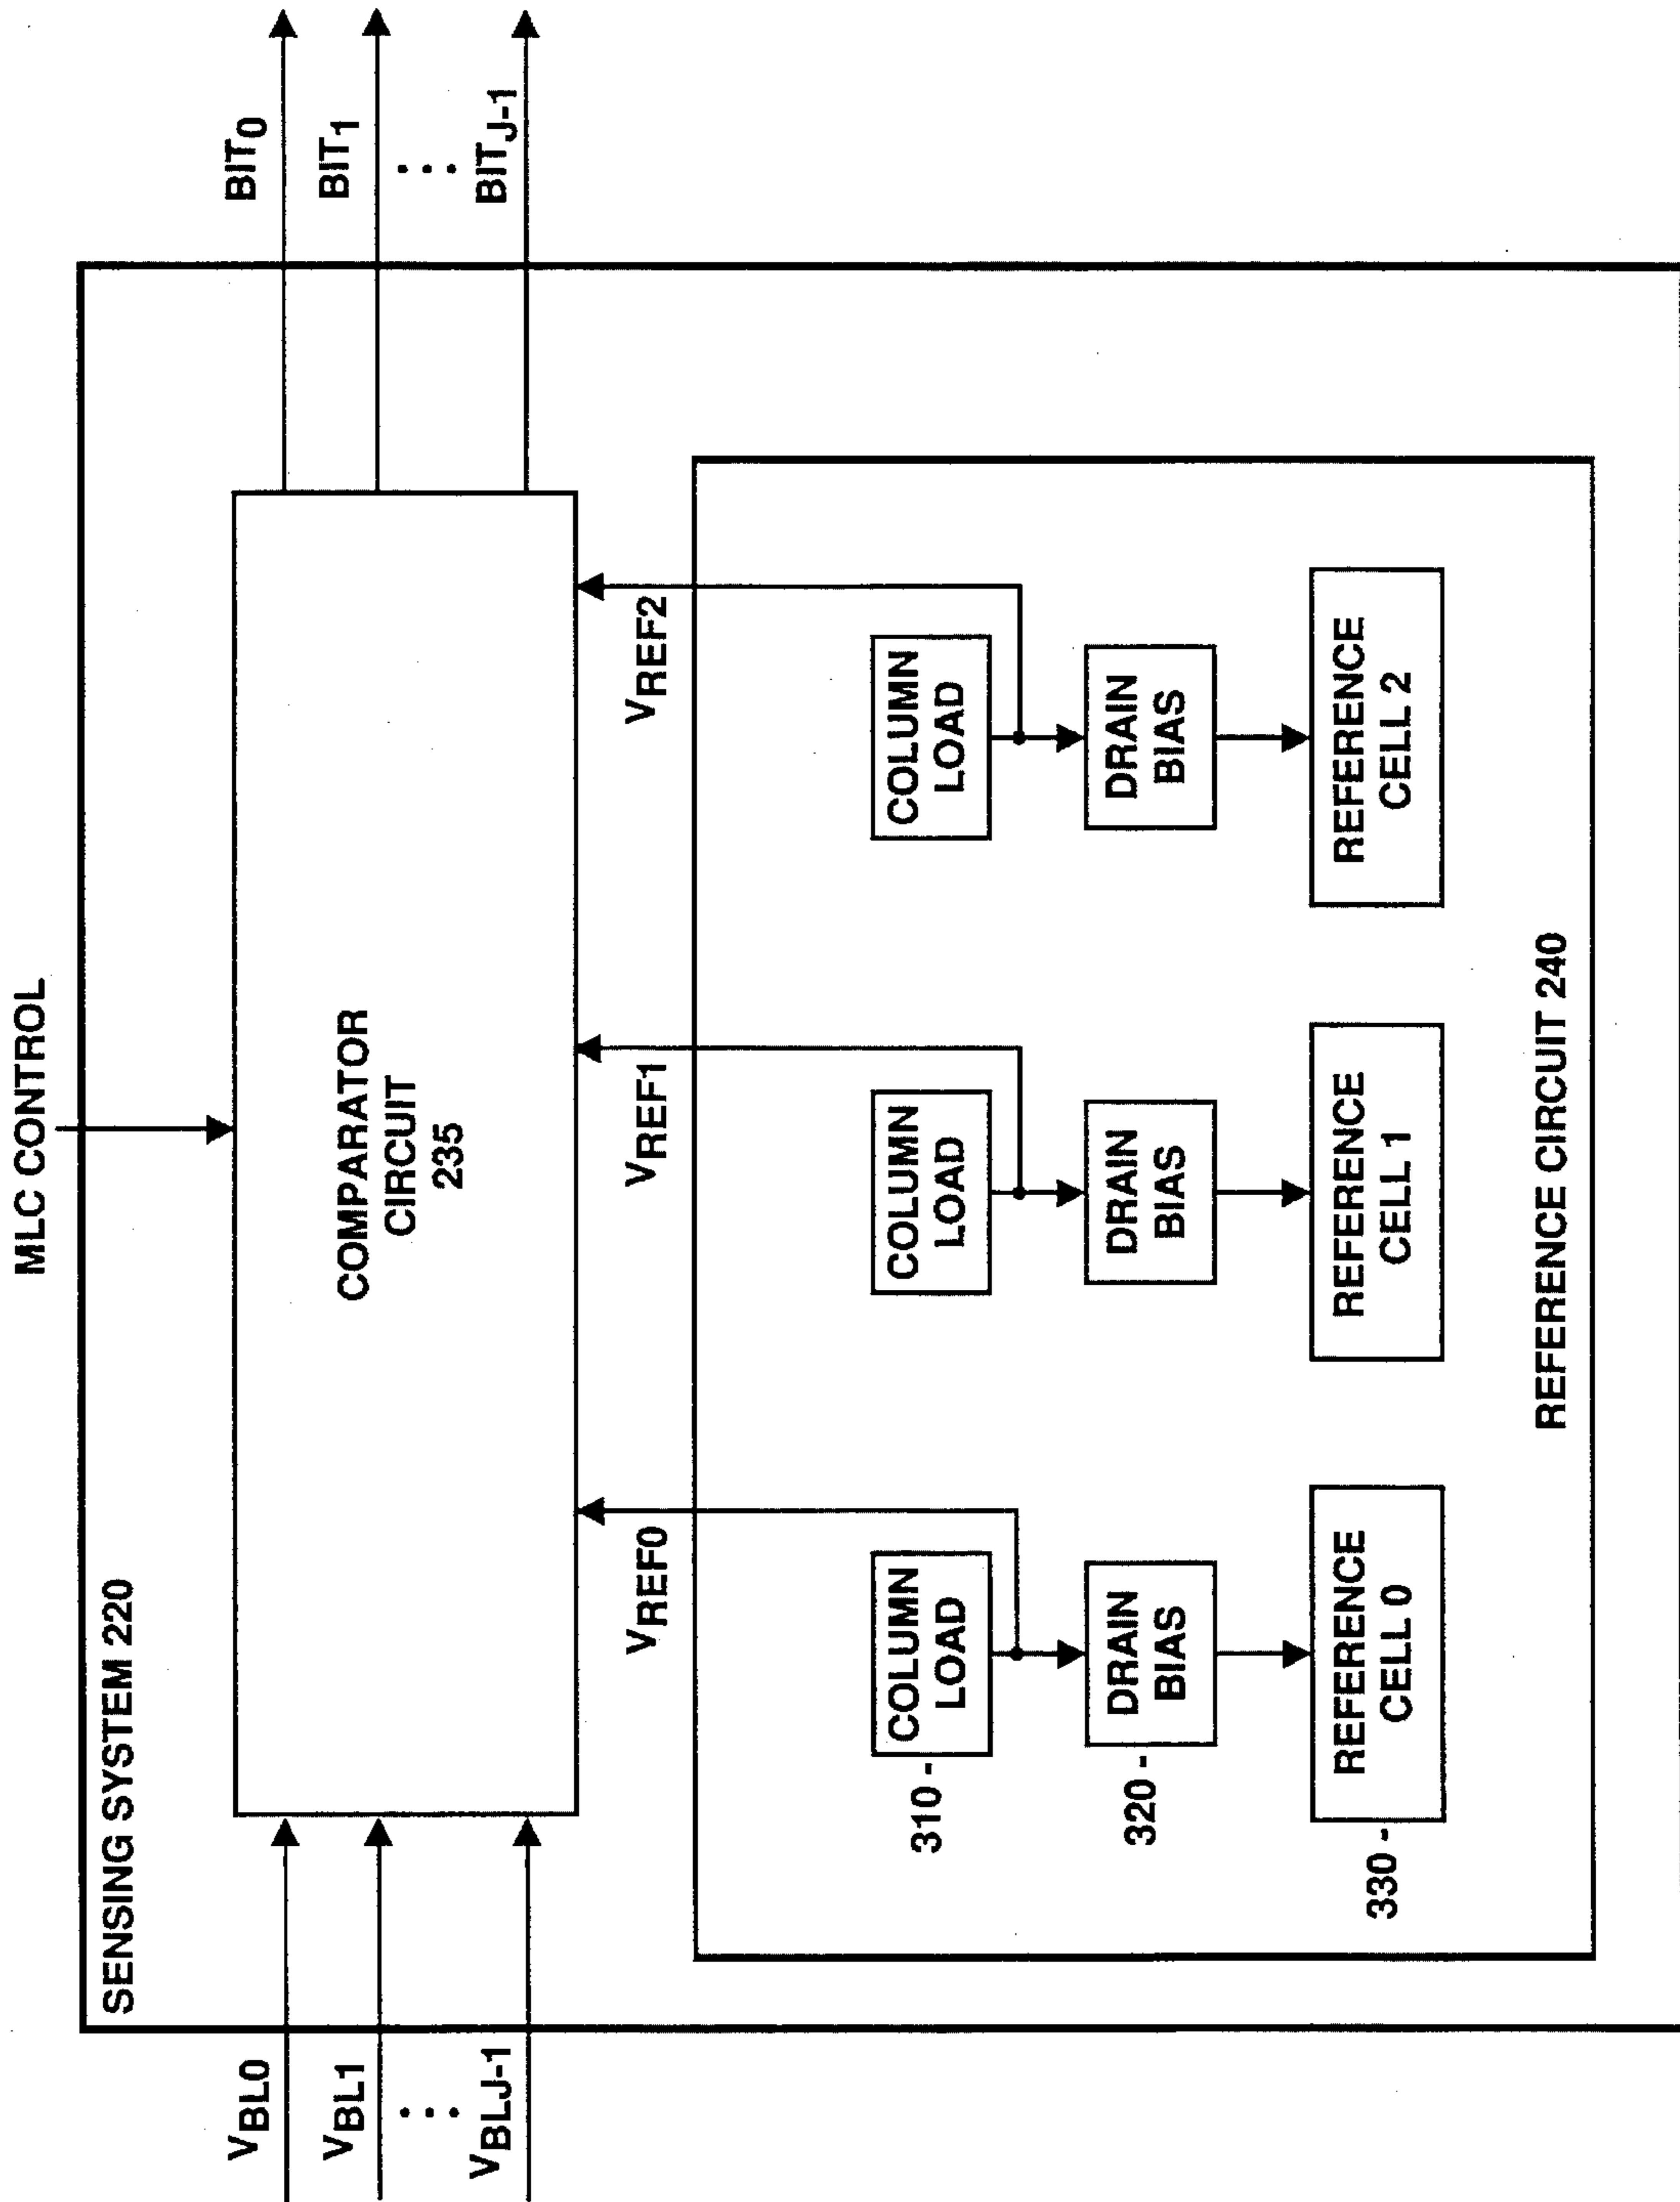 MLC CONTROL
SENSING SYSTEM 220
VBL0
VBL1
• • •
VBLJ-1
COMPARATOR
CIRCUIT
235
BIT0
BIT1
• • •
BITJ-1
VREF0
VREF1
VREF2
310 -
COLUMN
LOAD
COLUMN
LOAD
COLUMN
LOAD
320 -
DRAIN
BIAS
DRAIN
BIAS
DRAIN
BIAS
330 -
REFERENCE
CELL 0
REFERENCE
CELL 1
REFERENCE
CELL 2
REFERENCE CIRCUIT 240